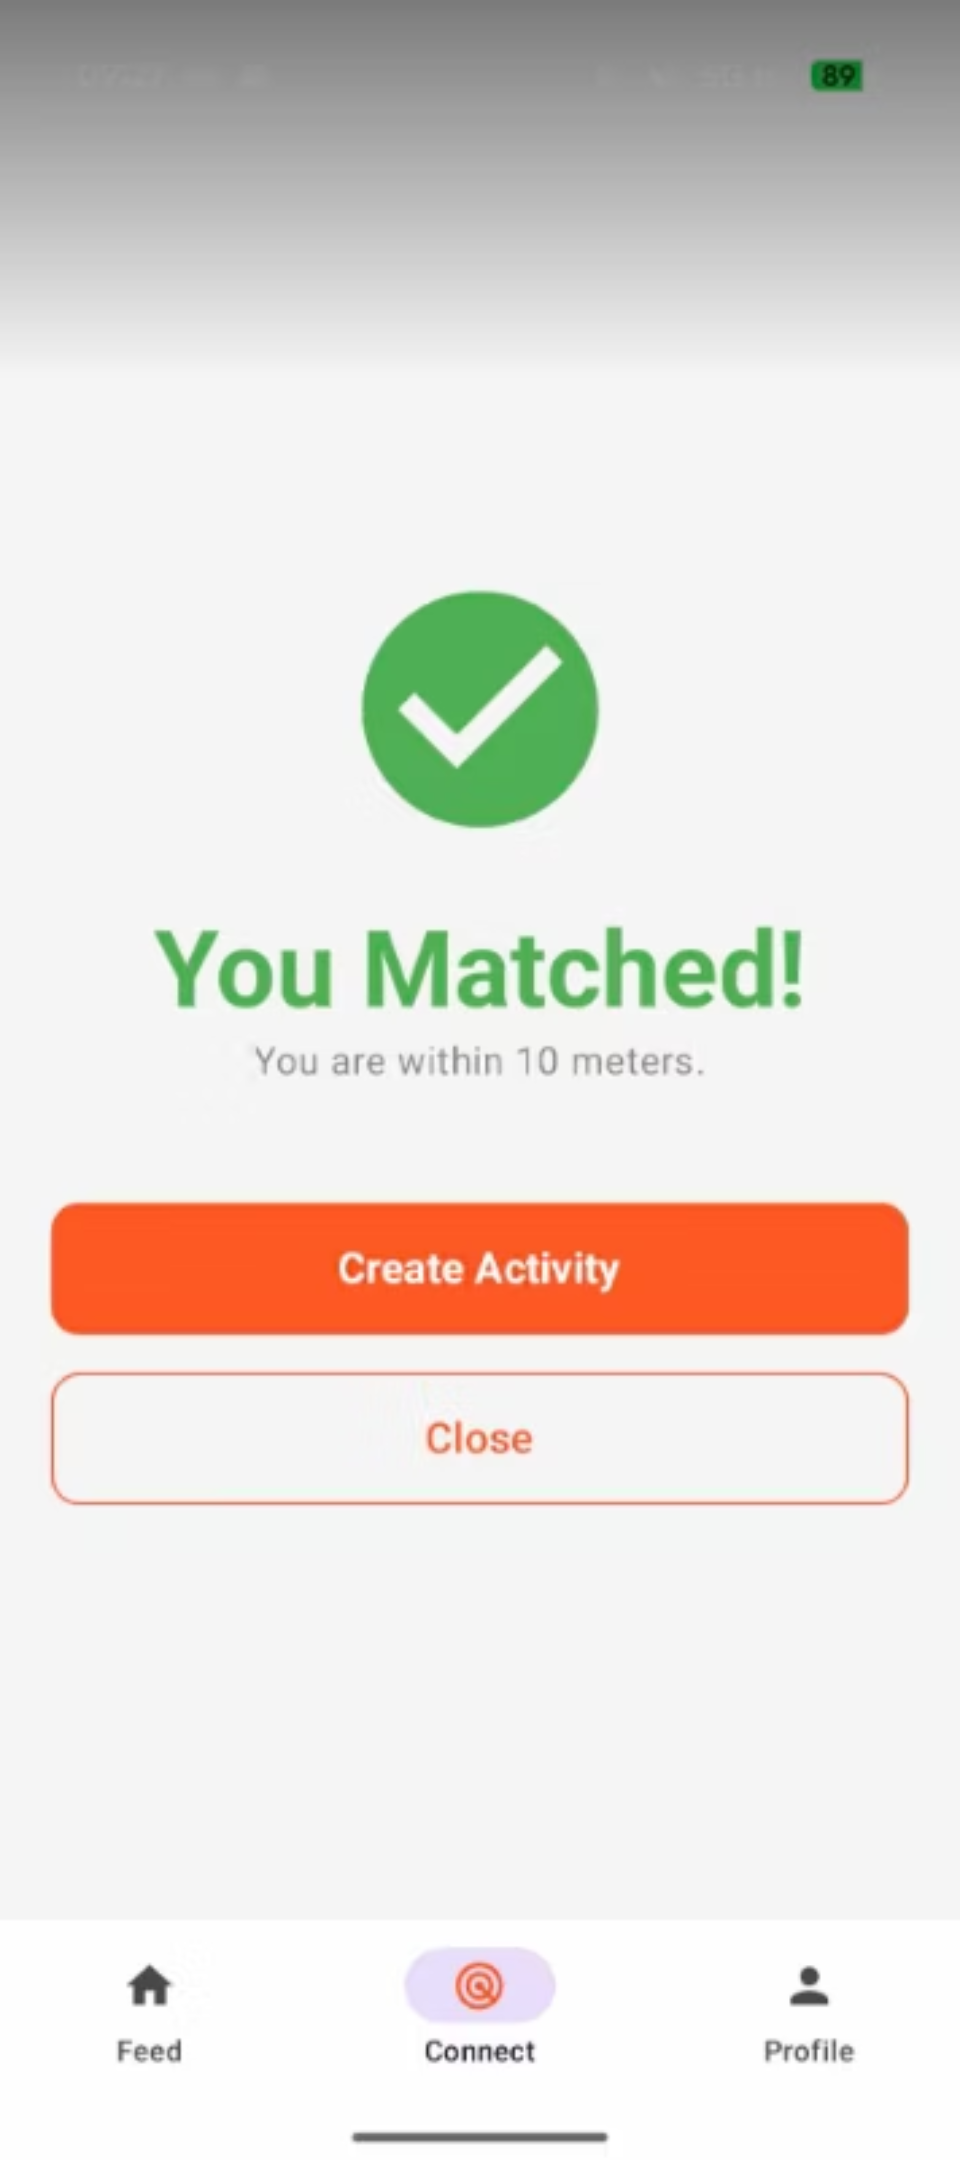 89
You Matched!
You are within 10 meters.
Create Activity
Close
Feed
Connect
Profile